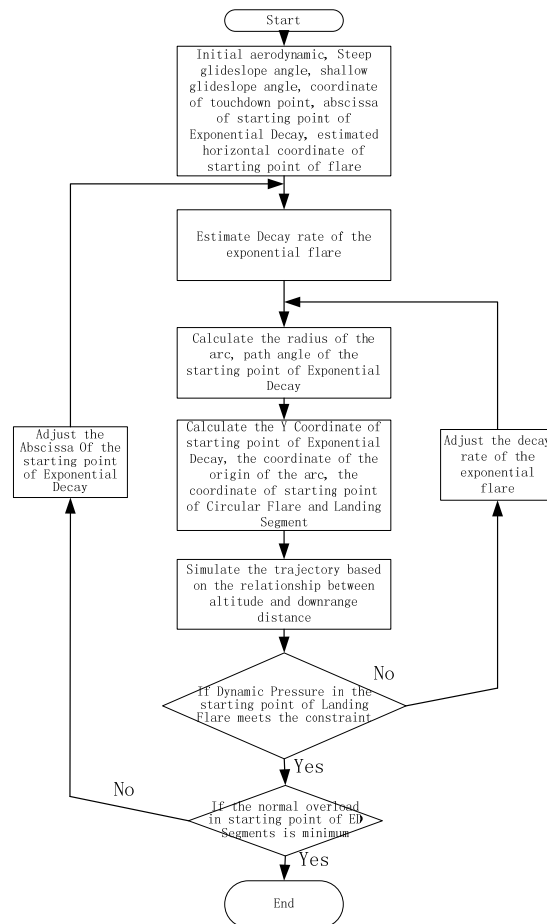 Start
Initial aerodynamic, Steep
glideslope angle, shallow
glideslope angle, coordinate
of touchdown point, abscissa
of starting point of
Exponential Decay, estimated
horizontal coordinate of
starting point of flare
Estimate Decay rate of the
exponential flare
Calculate the radius of the
arc, path angle of the
starting point of Exponential
Decay
Calculate the Y Coordinate of
starting point of Exponential
Decay, the coordinate of the
origin of the arc, the
coordinate of starting point
of Circular Flare and Landing
Segment
Adjust the
Abscissa Of the
starting point
of Exponential
Decay
Adjust the decay
rate of the
exponential
flare
Simulate the trajectory based
on the relationship between
altitude and downrange
distance
No
If Dynamic Pressure in the
starting point of Landing
Flare meets the constraint
Yes
No
If the normal overload
in starting point of ED
Segments is minimum
Yes
End